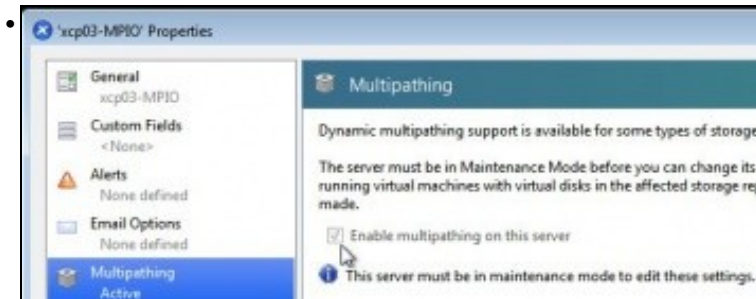 'xcp03-MPIO' Properties
General
xcp03-MPIO
Custom Fields
<None>
Alerts
None defined
Email Options
None defined
Multipathing
Active
Multipathing
Dynamic multipathing support is available for some types of storage
The server must be in Maintenance Mode before you can change its
running virtual machines with virtual disks in the affected storage re
made.
Enable multipathing on this server
This server must be in maintenance mode to edit these settings.